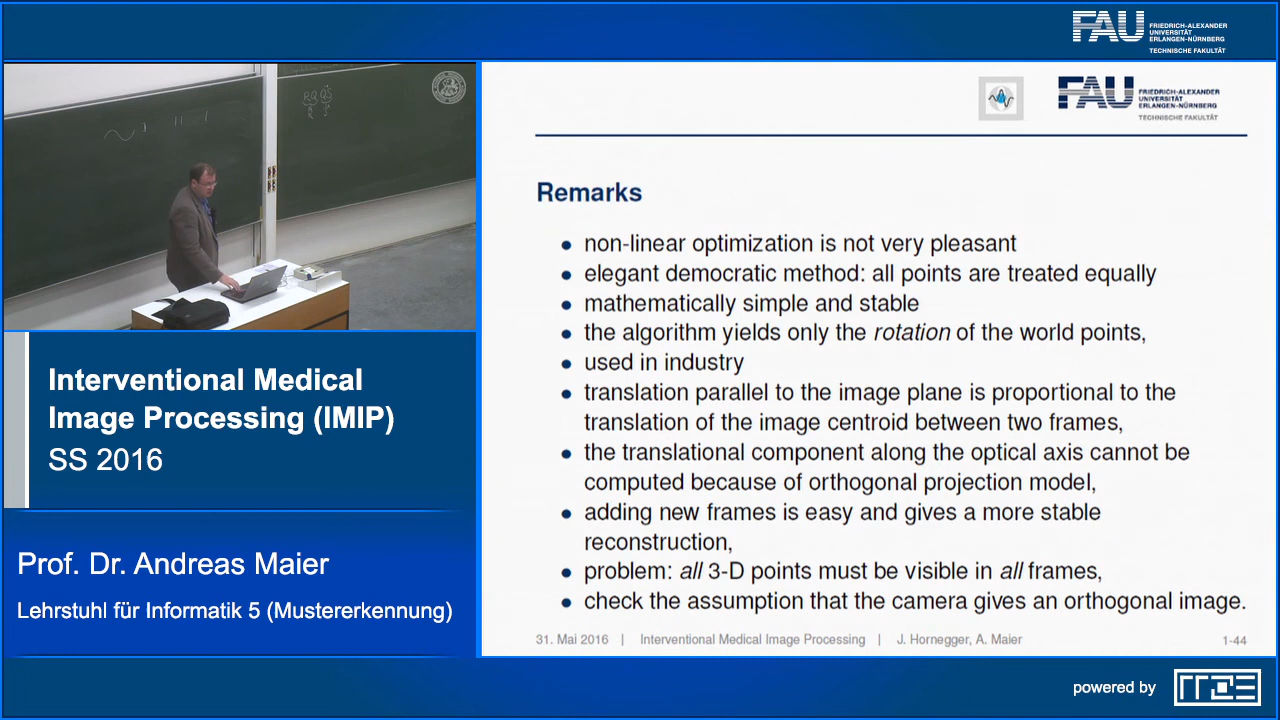 FAU
FRIEDRICH-ALEXANDER
UNIVERSITÄT
ERLANGEN-NÜRNBERG
TECHNISCHE FAKULTÄT
FAU
FRIEDRICH-ALEXANDER
UNIVERSITÄT
ERLANGEN-NÜRNBERG
TECHNISCHE FAKULTÄT
Remarks
• non-linear optimization is not very pleasant
• elegant democratic method: all points are treated equally
• mathematically simple and stable
• the algorithm yields only the rotation of the world points,
• used in industry
• translation parallel to the image plane is proportional to the
translation of the image centroid between two frames,
• the translational component along the optical axis cannot be
computed because of orthogonal projection model,
• adding new frames is easy and gives a more stable
reconstruction,
• problem: all 3-D points must be visible in all frames,
• check the assumption that the camera gives an orthogonal image.
31. Mai 2016 | Interventional Medical Image Processing | J. Hornegger, A. Maier 1-44
Interventional Medical
Image Processing (IMIP)
SS 2016
Prof. Dr. Andreas Maier
Lehrstuhl für Informatik 5 (Mustererkennung)
powered by